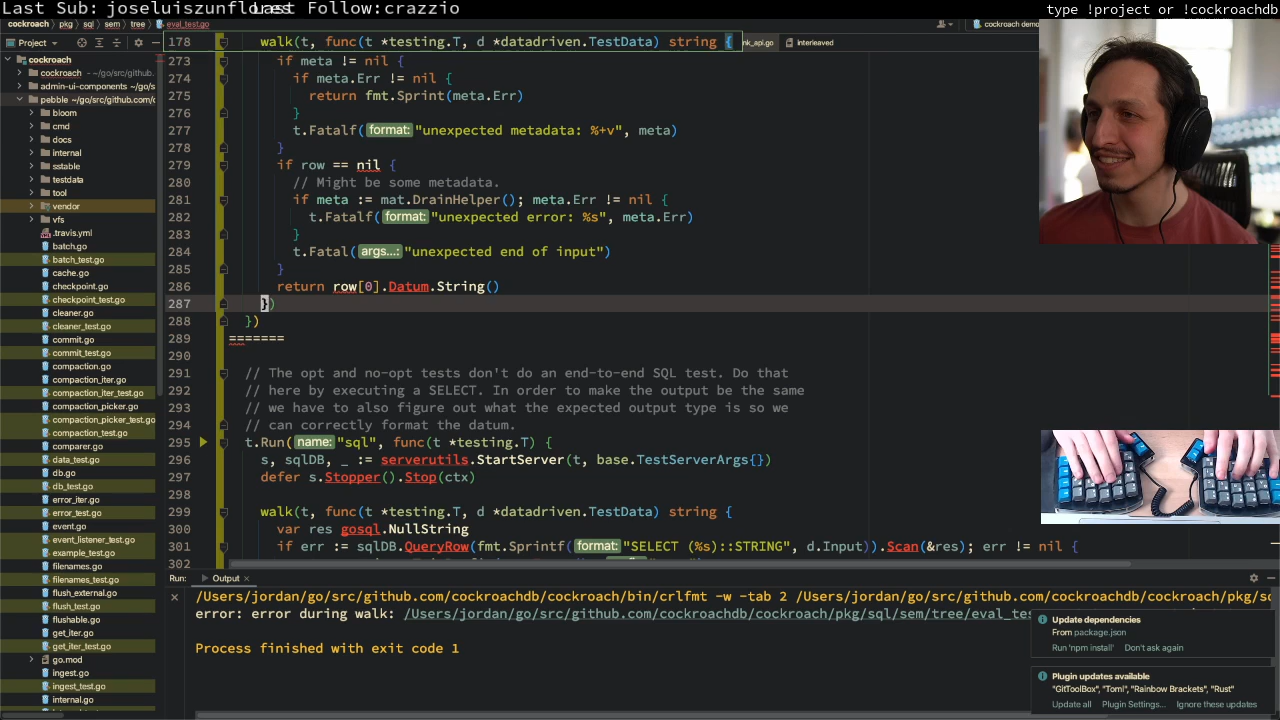 Last Sub: joseluiszunflores Last Follow:crazzio
type !project or !cockroachdb
cockroach pkg sql sem tree eval_test.go
cockroach demo
Project
178 walk(t, func(t *testing.T, d *datadriven.TestData) string {
nk_api.go interleaved
cockroach
cockroach ~/go/src/github.
admin-ui-components ~/go/s
pebble ~/go/src/github.com/c
bloom
cmd
docs
internal
sstable
testdata
tool
vendor
vfs
.travis.yml
batch.go
batch_test.go
cache.go
checkpoint.go
checkpoint_test.go
cleaner.go
cleaner_test.go
commit.go
commit_test.go
compaction.go
compaction_iter.go
compaction_iter_test.go
compaction_picker.go
compaction_picker_test.go
compaction_test.go
comparer.go
data_test.go
db.go
db_test.go
error_iter.go
error_test.go
event.go
event_listener_test.go
example_test.go
filenames.go
filenames_test.go
flush_external.go
flush_test.go
flushable.go
get_iter.go
get_iter_test.go
go.mod
ingest.go
ingest_test.go
internal.go
273 if meta != nil {
274 if meta.Err != nil {
275 return fmt.Sprint(meta.Err)
276 }
277 t.Fatalf( format: "unexpected metadata: %+v", meta)
278 }
279 if row == nil {
280 // Might be some metadata.
281 if meta := mat.DrainHelper(); meta.Err != nil {
282 t.Fatalf( format: "unexpected error: %s", meta.Err)
283 }
284 t.Fatal( args...: "unexpected end of input")
285 }
286 return row[0].Datum.String()
287 })
288 })
289 =======
290
291 // The opt and no-opt tests don't do an end-to-end SQL test. Do that
292 // here by executing a SELECT. In order to make the output be the same
293 // we have to also figure out what the expected output type is so we
294 // can correctly format the datum.
295 t.Run( name: "sql", func(t *testing.T) {
296 s, sqlDB, _ := serverutils.StartServer(t, base.TestServerArgs{})
297 defer s.Stopper().Stop(ctx)
298
299 walk(t, func(t *testing.T, d *datadriven.TestData) string {
300 var res gosql.NullString
301 if err := sqlDB.QueryRow(fmt.Sprintf( format: "SELECT (%s)::STRING", d.Input)).Scan(&res); err != nil {
302
Run: Output
/Users/jordan/go/src/github.com/cockroachdb/cockroach/bin/crlfmt -w -tab 2 /Users/jordan/go/src/github.com/cockroachdb/cockroach/pkg/sq
error: error during walk: /Users/jordan/go/src/github.com/cockroachdb/cockroach/pkg/sql/sem/tree/eval_tes
Process finished with exit code 1
Update dependencies
From package.json
Run 'npm install' Don't ask again
Plugin updates available
"GitToolBox", "Toml", "Rainbow Brackets", "Rust"
Update all Plugin Settings... Ignore these updates